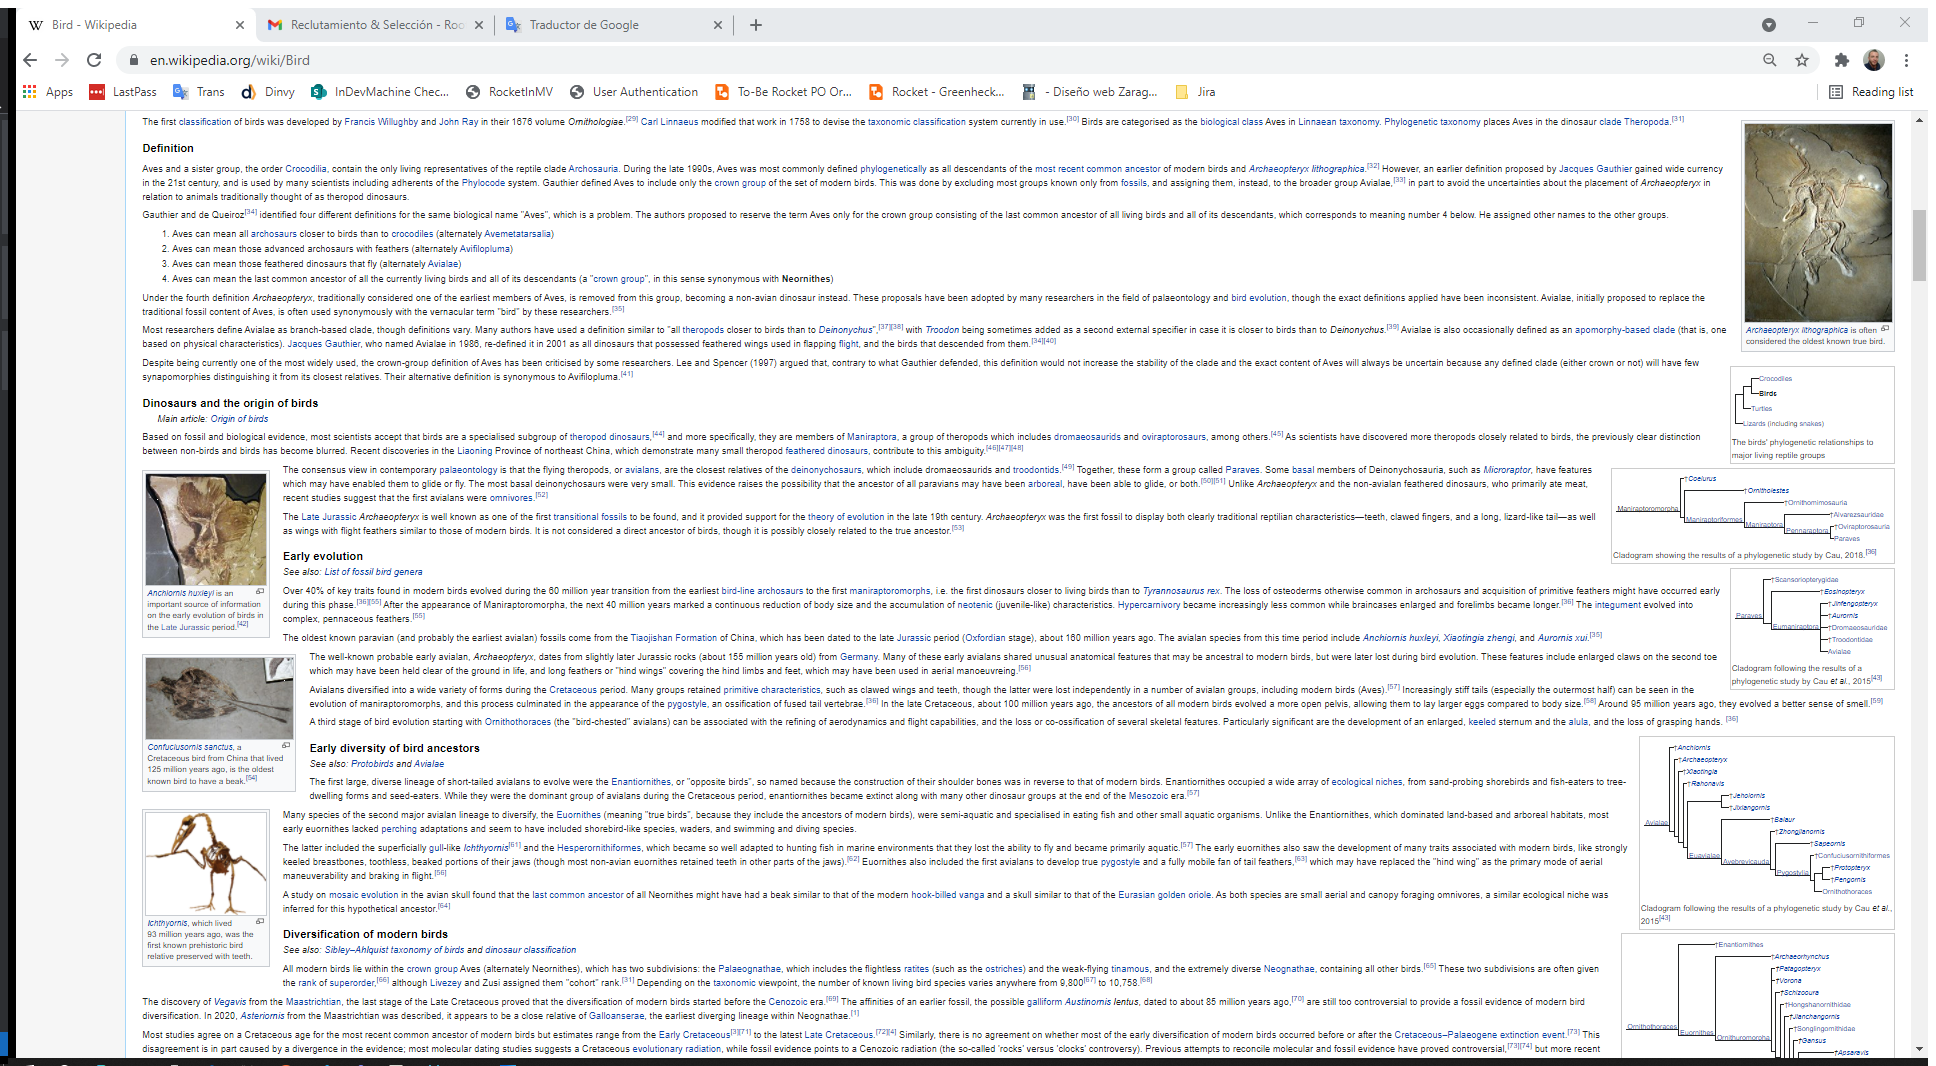 Bird - Wikipedia
Reclutamiento & Selección - Roc
Traductor de Google
en.wikipedia.org/wiki/Bird
Apps
LastPass
Trans
Dinvy
InDevMachine Chec...
RocketInMV
User Authentication
To-Be Rocket PO Or...
Rocket - Greenheck...
- Diseño web Zarag...
Jira
Reading list
The first classification of birds was developed by Francis Willughby and John Ray in their 1676 volume Ornithologiae.[29] Carl Linnaeus modified that work in 1758 to devise the taxonomic classification system currently in use.[30] Birds are categorised as the biological class Aves in Linnaean taxonomy. Phylogenetic taxonomy places Aves in the dinosaur clade Theropoda.[31]
Definition
Aves and a sister group, the order Crocodilia, contain the only living representatives of the reptile clade Archosauria. During the late 1990s, Aves was most commonly defined phylogenetically as all descendants of the most recent common ancestor of modern birds and Archaeopteryx lithographica.[32] However, an earlier definition proposed by Jacques Gauthier gained wide currency
in the 21st century, and is used by many scientists including adherents of the Phylocode system. Gauthier defined Aves to include only the crown group of the set of modern birds. This was done by excluding most groups known only from fossils, and assigning them, instead, to the broader group Avialae,[33] in part to avoid the uncertainties about the placement of Archaeopteryx in
relation to animals traditionally thought of as theropod dinosaurs.
Gauthier and de Queiroz[34] identified four different definitions for the same biological name "Aves", which is a problem. The authors proposed to reserve the term Aves only for the crown group consisting of the last common ancestor of all living birds and all of its descendants, which corresponds to meaning number 4 below. He assigned other names to the other groups.
1. Aves can mean all archosaurs closer to birds than to crocodiles (alternately Avemetatarsalia)
2. Aves can mean those advanced archosaurs with feathers (alternately Avifilopluma)
3. Aves can mean those feathered dinosaurs that fly (alternately Avialae)
4. Aves can mean the last common ancestor of all the currently living birds and all of its descendants (a "crown group", in this sense synonymous with Neornithes)
Under the fourth definition Archaeopteryx, traditionally considered one of the earliest members of Aves, is removed from this group, becoming a non-avian dinosaur instead. These proposals have been adopted by many researchers in the field of palaeontology and bird evolution, though the exact definitions applied have been inconsistent. Avialae, initially proposed to replace the
traditional fossil content of Aves, is often used synonymously with the vernacular term "bird" by these researchers.[35]
Most researchers define Avialae as branch-based clade, though definitions vary. Many authors have used a definition similar to "all theropods closer to birds than to Deinonychus",[37][38] with Troodon being sometimes added as a second external specifier in case it is closer to birds than to Deinonychus.[39] Avialae is also occasionally defined as an apomorphy-based clade (that is, one
based on physical characteristics). Jacques Gauthier, who named Avialae in 1986, re-defined it in 2001 as all dinosaurs that possessed feathered wings used in flapping flight, and the birds that descended from them.[34][40]
Despite being currently one of the most widely used, the crown-group definition of Aves has been criticised by some researchers. Lee and Spencer (1997) argued that, contrary to what Gauthier defended, this definition would not increase the stability of the clade and the exact content of Aves will always be uncertain because any defined clade (either crown or not) will have few
synapomorphies distinguishing it from its closest relatives. Their alternative definition is synonymous to Avifilopluma.[41]
Archaeopteryx lithographica is often
considered the oldest known true bird.
Crocodiles
Birds
Turtles
Lizards (including snakes)
The birds' phylogenetic relationships to
major living reptile groups
Dinosaurs and the origin of birds
Main article: Origin of birds
Based on fossil and biological evidence, most scientists accept that birds are a specialised subgroup of theropod dinosaurs,[44] and more specifically, they are members of Maniraptora, a group of theropods which includes dromaeosaurids and oviraptorosaurs, among others.[45] As scientists have discovered more theropods closely related to birds, the previously clear distinction
between non-birds and birds has become blurred. Recent discoveries in the Liaoning Province of northeast China, which demonstrate many small theropod feathered dinosaurs, contribute to this ambiguity.[46][47][48]
The consensus view in contemporary palaeontology is that the flying theropods, or avialans, are the closest relatives of the deinonychosaurs, which include dromaeosaurids and troodontids.[49] Together, these form a group called Paraves. Some basal members of Deinonychosauria, such as Microraptor, have features
which may have enabled them to glide or fly. The most basal deinonychosaurs were very small. This evidence raises the possibility that the ancestor of all paravians may have been arboreal, have been able to glide, or both.[50][51] Unlike Archaeopteryx and the non-avialan feathered dinosaurs, who primarily ate meat,
recent studies suggest that the first avialans were omnivores.[52]
The Late Jurassic Archaeopteryx is well known as one of the first transitional fossils to be found, and it provided support for the theory of evolution in the late 19th century. Archaeopteryx was the first fossil to display both clearly traditional reptilian characteristics—teeth, clawed fingers, and a long, lizard-like tail—as well
as wings with flight feathers similar to those of modern birds. It is not considered a direct ancestor of birds, though it is possibly closely related to the true ancestor.[53]
†Coelurus
†Ornitholestes
†Ornithomimosauria
†Alvarezsauridae
†Oviraptorosauria
Paraves
Maniraptoromorpha
Maniraptoriformes
Maniraptora
Pennaraptora
Cladogram showing the results of a phylogenetic study by Cau, 2018.[36]
Anchiornis huxleyi is an
important source of information
on the early evolution of birds in
the Late Jurassic period.[42]
Early evolution
See also: List of fossil bird genera
Over 40% of key traits found in modern birds evolved during the 60 million year transition from the earliest bird-line archosaurs to the first maniraptoromorphs, i.e. the first dinosaurs closer to living birds than to Tyrannosaurus rex. The loss of osteoderms otherwise common in archosaurs and acquisition of primitive feathers might have occurred early
during this phase.[36][55] After the appearance of Maniraptoromorpha, the next 40 million years marked a continuous reduction of body size and the accumulation of neotenic (juvenile-like) characteristics. Hypercarnivory became increasingly less common while braincases enlarged and forelimbs became longer.[36] The integument evolved into
complex, pennaceous feathers.[55]
The oldest known paravian (and probably the earliest avialan) fossils come from the Tiaojishan Formation of China, which has been dated to the late Jurassic period (Oxfordian stage), about 160 million years ago. The avialan species from this time period include Anchiornis huxleyi, Xiaotingia zhengi, and Aurornis xui.[35]
The well-known probable early avialan, Archaeopteryx, dates from slightly later Jurassic rocks (about 155 million years old) from Germany. Many of these early avialans shared unusual anatomical features that may be ancestral to modern birds, but were later lost during bird evolution. These features include enlarged claws on the second toe
which may have been held clear of the ground in life, and long feathers or "hind wings" covering the hind limbs and feet, which may have been used in aerial manoeuvreing.[56]
Avialans diversified into a wide variety of forms during the Cretaceous period. Many groups retained primitive characteristics, such as clawed wings and teeth, though the latter were lost independently in a number of avialan groups, including modern birds (Aves).[57] Increasingly stiff tails (especially the outermost half) can be seen in the
evolution of maniraptoromorphs, and this process culminated in the appearance of the pygostyle, an ossification of fused tail vertebrae.[36] In the late Cretaceous, about 100 million years ago, the ancestors of all modern birds evolved a more open pelvis, allowing them to lay larger eggs compared to body size.[58] Around 95 million years ago, they evolved a better sense of smell.[59]
A third stage of bird evolution starting with Ornithothoraces (the "bird-chested" avialans) can be associated with the refining of aerodynamics and flight capabilities, and the loss or co-ossification of several skeletal features. Particularly significant are the development of an enlarged, keeled sternum and the alula, and the loss of grasping hands. [36]
†Scansoriopterygidae
†Eosinopteryx
†Jinfengopteryx
†Aurornis
†Dromaeosauridae
†Troodontidae
Avialae
Paraves
Eumaniraptora
Cladogram following the results of a
phylogenetic study by Cau et al., 2015[43]
Confuciusornis sanctus, a
Cretaceous bird from China that lived
125 million years ago, is the oldest
known bird to have a beak.[54]
Early diversity of bird ancestors
See also: Protobirds and Avialae
The first large, diverse lineage of short-tailed avialans to evolve were the Enantiornithes, or "opposite birds", so named because the construction of their shoulder bones was in reverse to that of modern birds. Enantiornithes occupied a wide array of ecological niches, from sand-probing shorebirds and fish-eaters to tree-
dwelling forms and seed-eaters. While they were the dominant group of avialans during the Cretaceous period, enantiornithes became extinct along with many other dinosaur groups at the end of the Mesozoic era.[57]
Many species of the second major avialan lineage to diversify, the Euornithes (meaning "true birds", because they include the ancestors of modern birds), were semi-aquatic and specialised in eating fish and other small aquatic organisms. Unlike the Enantiornithes, which dominated land-based and arboreal habitats, most
early euornithes lacked perching adaptations and seem to have included shorebird-like species, waders, and swimming and diving species.
The latter included the superficially gull-like Ichthyornis[61] and the Hesperornithiformes, which became so well adapted to hunting fish in marine environments that they lost the ability to fly and became primarily aquatic.[57] The early euornithes also saw the development of many traits associated with modern birds, like strongly
keeled breastbones, toothless, beaked portions of their jaws (though most non-avian euornithes retained teeth in other parts of the jaws).[62] Euornithes also included the first avialans to develop true pygostyle and a fully mobile fan of tail feathers,[63] which may have replaced the "hind wing" as the primary mode of aerial
maneuverability and braking in flight.[56]
A study on mosaic evolution in the avian skull found that the last common ancestor of all Neornithes might have had a beak similar to that of the modern hook-billed vanga and a skull similar to that of the Eurasian golden oriole. As both species are small aerial and canopy foraging omnivores, a similar ecological niche was
inferred for this hypothetical ancestor.[64]
†Anchiornis
†Archaeopteryx
†Xiaotingia
†Rahonavis
†Jeholornis
†Jixiangornis
†Balaur
†Zhongjianornis
†Sapeornis
†Confuciusornithiformes
†Protopteryx
†Pengornis
Ornithothoraces
Avialae
Euavialae
Avebrevicauda
Pygostylia
Cladogram following the results of a phylogenetic study by Cau et al.,
2015[43]
Ichthyornis, which lived
93 million years ago, was the
first known prehistoric bird
relative preserved with teeth.
Diversification of modern birds
See also: Sibley–Ahlquist taxonomy of birds and dinosaur classification
All modern birds lie within the crown group Aves (alternately Neornithes), which has two subdivisions: the Palaeognathae, which includes the flightless ratites (such as the ostriches) and the weak-flying tinamous, and the extremely diverse Neognathae, containing all other birds.[65] These two subdivisions are often given
the rank of superorder,[66] although Livezey and Zusi assigned them "cohort" rank.[31] Depending on the taxonomic viewpoint, the number of known living bird species varies anywhere from 9,800[67] to 10,758.[68]
The discovery of Vegavis from the Maastrichtian, the last stage of the Late Cretaceous proved that the diversification of modern birds started before the Cenozoic era.[69] The affinities of an earlier fossil, the possible galliform Austinornis lentus, dated to about 85 million years ago,[70] are still too controversial to provide a fossil evidence of modern bird
diversification. In 2020, Asteriornis from the Maastrichtian was described, it appears to be a close relative of Galloanserae, the earliest diverging lineage within Neognathae.[1]
Most studies agree on a Cretaceous age for the most recent common ancestor of modern birds but estimates range from the Early Cretaceous[3][71] to the latest Late Cretaceous.[72][4] Similarly, there is no agreement on whether most of the early diversification of modern birds occurred before or after the Cretaceous–Palaeogene extinction event.[73] This
disagreement is in part caused by a divergence in the evidence; most molecular dating studies suggests a Cretaceous evolutionary radiation, while fossil evidence points to a Cenozoic radiation (the so-called 'rocks' versus 'clocks' controversy). Previous attempts to reconcile molecular and fossil evidence have proved controversial,[73][74] but more recent
†Enantiornithes
†Archaeorhynchus
†Patagopteryx
†Vorona
†Schizooura
†Hongshanornithidae
†Jianchangornis
†Songlingornithidae
†Gansus
†Apsaravis
Ornithothoraces
Euornithes
Ornithuromorpha